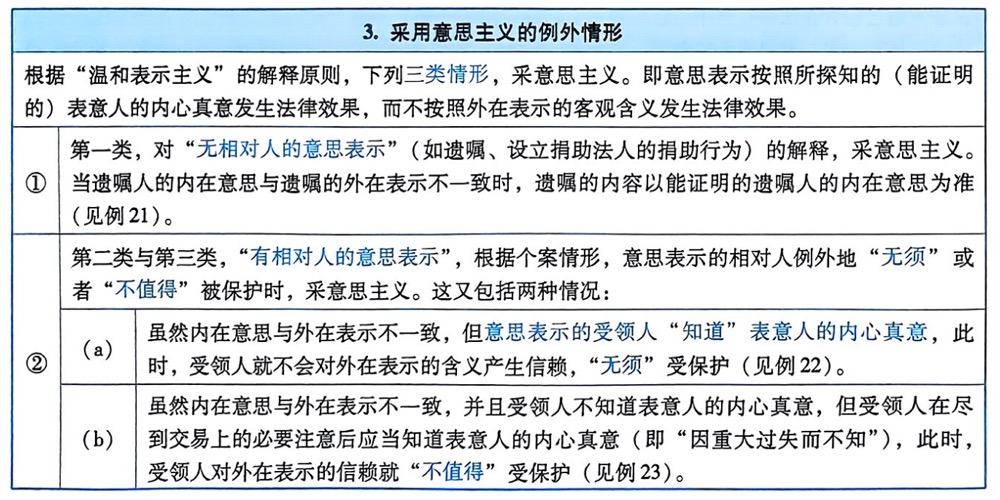 3. 采用意思主义的例外情形
根据“温和表示主义”的解释原则，下列三类情形，采意思主义。即意思表示按照所探知的（能证明
的）表意人的内心真意发生法律效果，而不按照外在表示的客观含义发生法律效果。
①
第一类，对“无相对人的意思表示”（如遗嘱、设立捐助法人的捐助行为）的解释，采意思主义。
当遗嘱人的内在意思与遗嘱的外在表示不一致时，遗嘱的内容以能证明的遗嘱人的内在意思为准
（见例21）。
②
第二类与第三类，“有相对人的意思表示”，根据个案情形，意思表示的相对人例外地“无须”或
者“不值得”被保护时，采意思主义。这又包括两种情况：
（a）
虽然内在意思与外在表示不一致，但意思表示的受领人“知道”表意人的内心真意，此
时，受领人就不会对外在表示的含义产生信赖，“无须”受保护（见例22）。
（b）
虽然内在意思与外在表示不一致，并且受领人不知道表意人的内心真意，但受领人在尽
到交易上的必要注意后应当知道表意人的内心真意（即“因重大过失而不知”），此时，
受领人对外在表示的信赖就“不值得”受保护（见例23）。